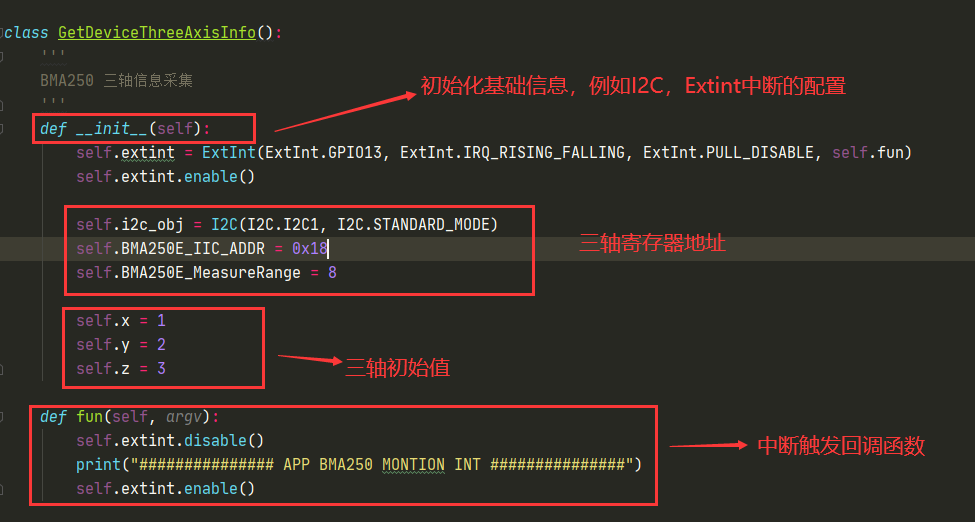 class GetDeviceThreeAxisInfo():
'''
BMA250 三轴信息采集
'''
初始化基础信息，例如I2C，Extint中断的配置
def __init__(self):
self.extint = ExtInt(ExtInt.GPIO13, ExtInt.IRQ_RISING_FALLING, ExtInt.PULL_DISABLE, self.fun)
self.extint.enable()
self.i2c_obj = I2C(I2C.I2C1, I2C.STANDARD_MODE)
self.BMA250E_IIC_ADDR = 0x18
三轴寄存器地址
self.BMA250E_MeasureRange = 8
self.x = 1
self.y = 2
self.z = 3
三轴初始值
def fun(self, argv):
self.extint.disable()
中断触发回调函数
print("############### APP BMA250 MONTION INT ###############")
self.extint.enable()